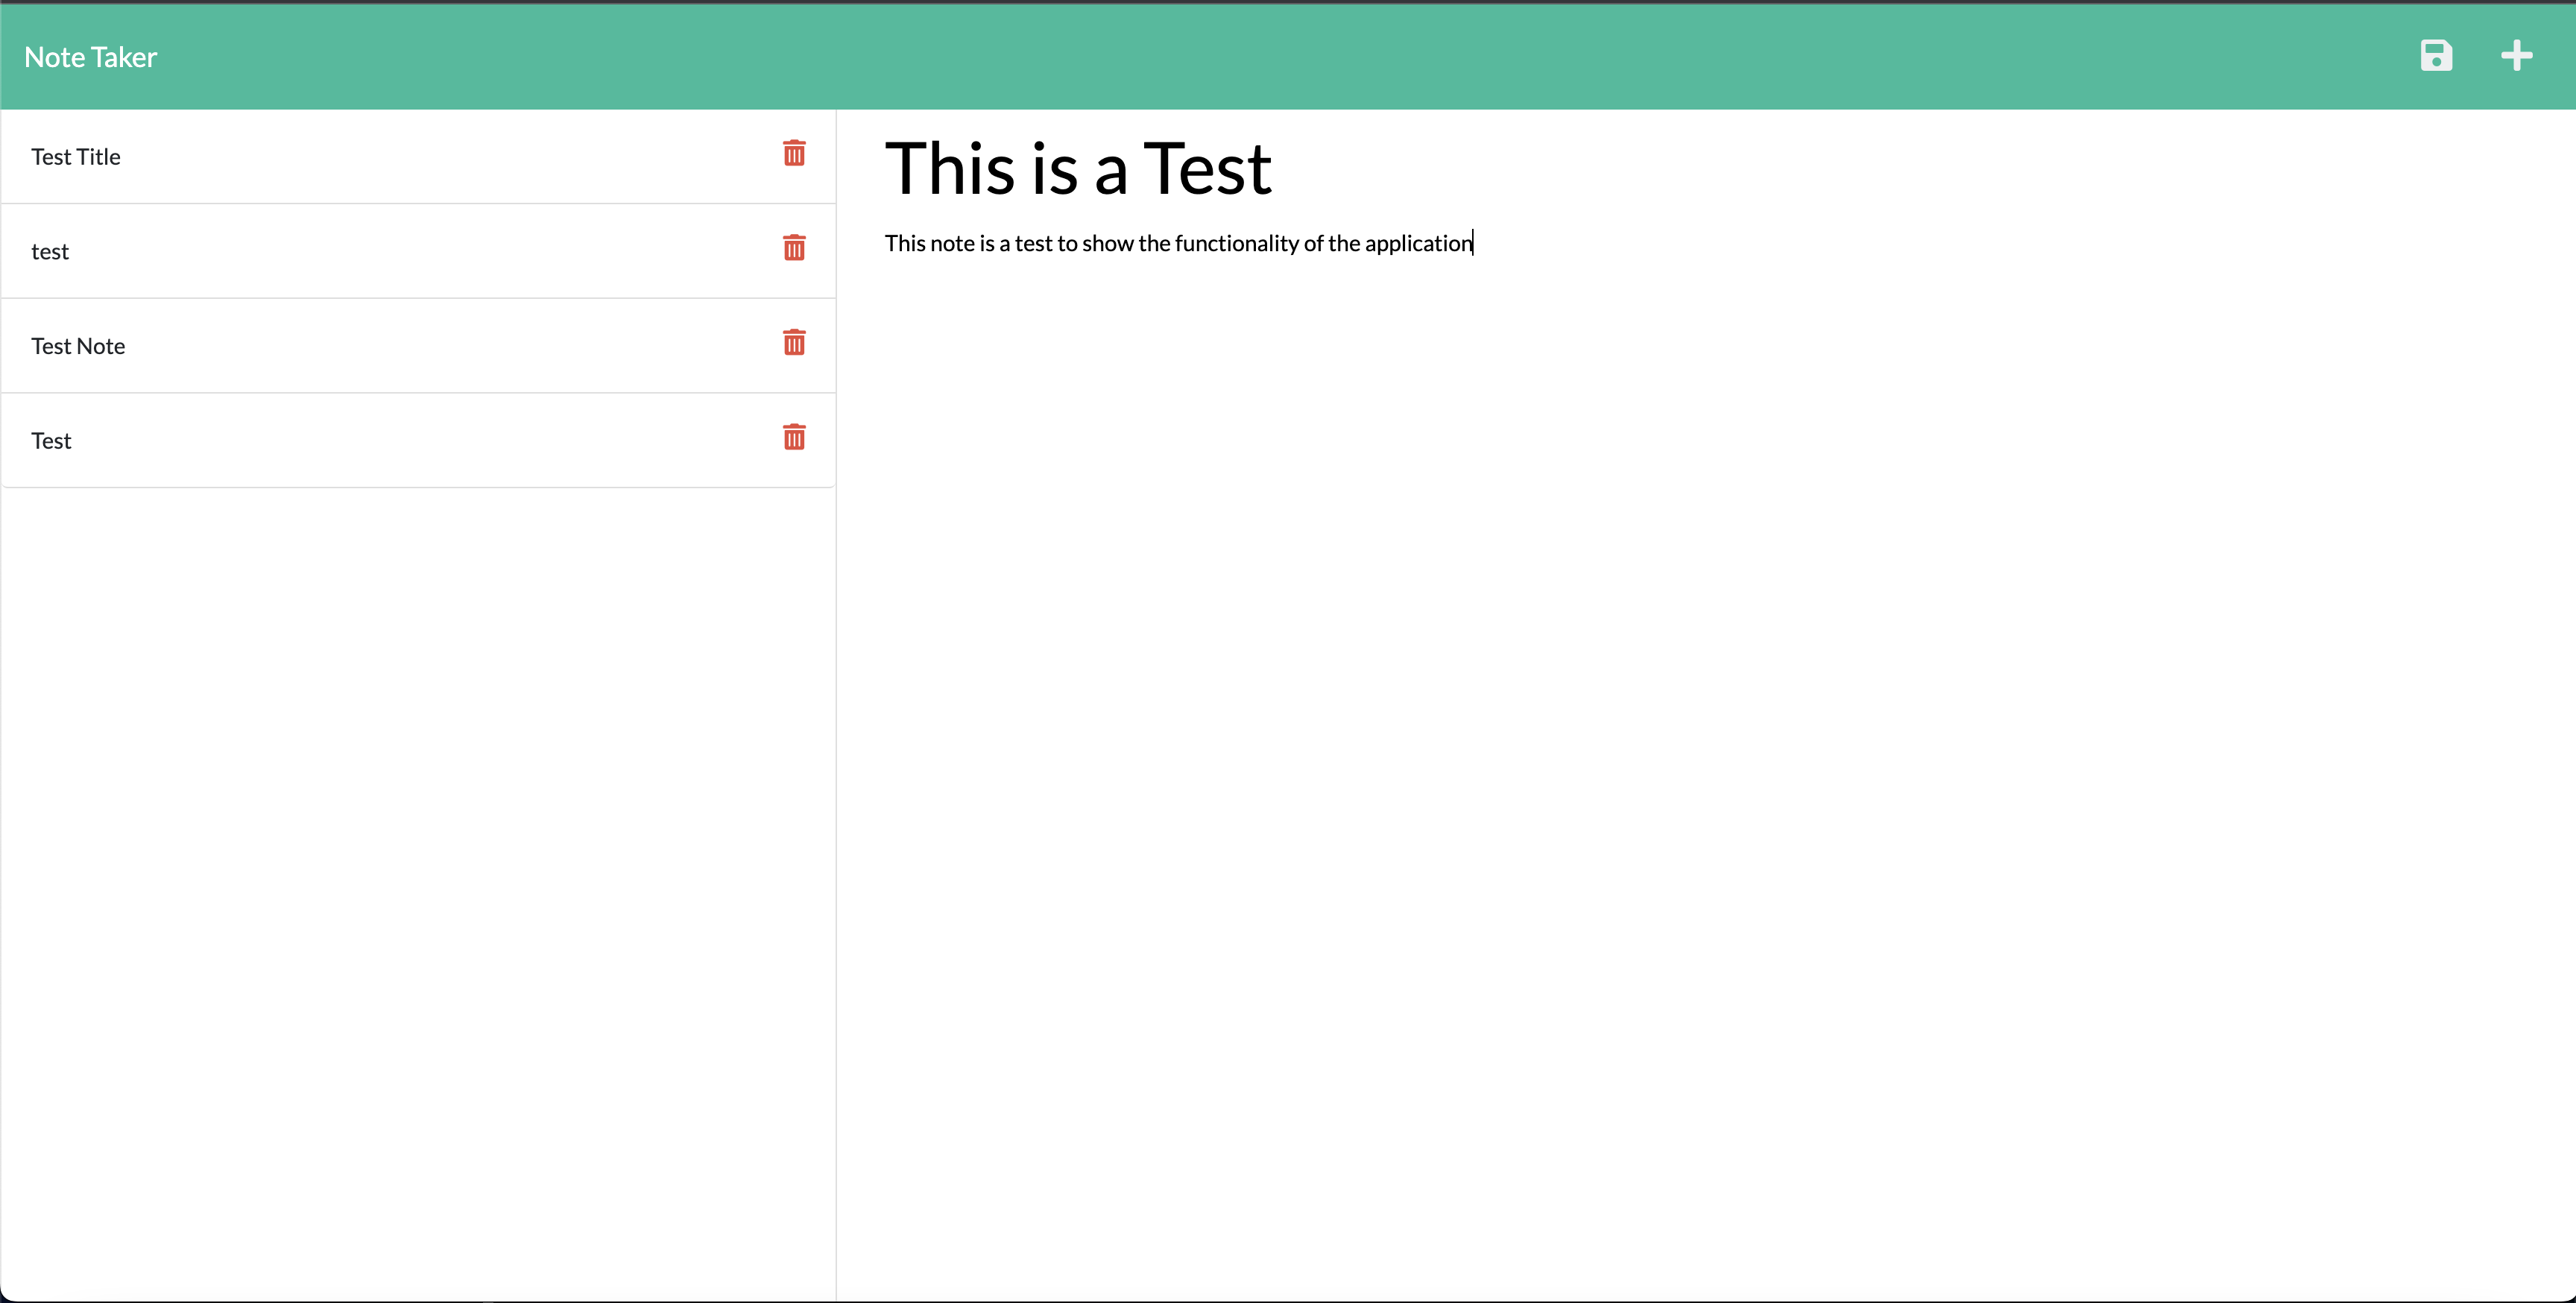 Note Taker
Test Title
test
Test Note
Test
This is a Test
This note is a test to show the functionality of the application